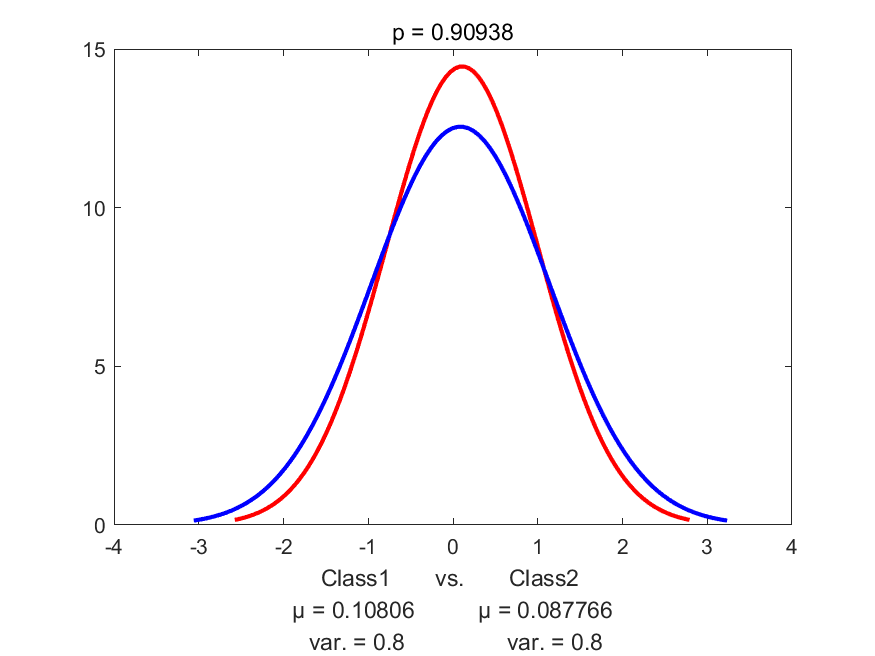 p = 0.90938
15
10
5
0
-4 -3 -2 -1 0 1 2 3 4
Class1 vs. Class2
μ = 0.10806 μ = 0.087766
var. = 0.8 var. = 0.8